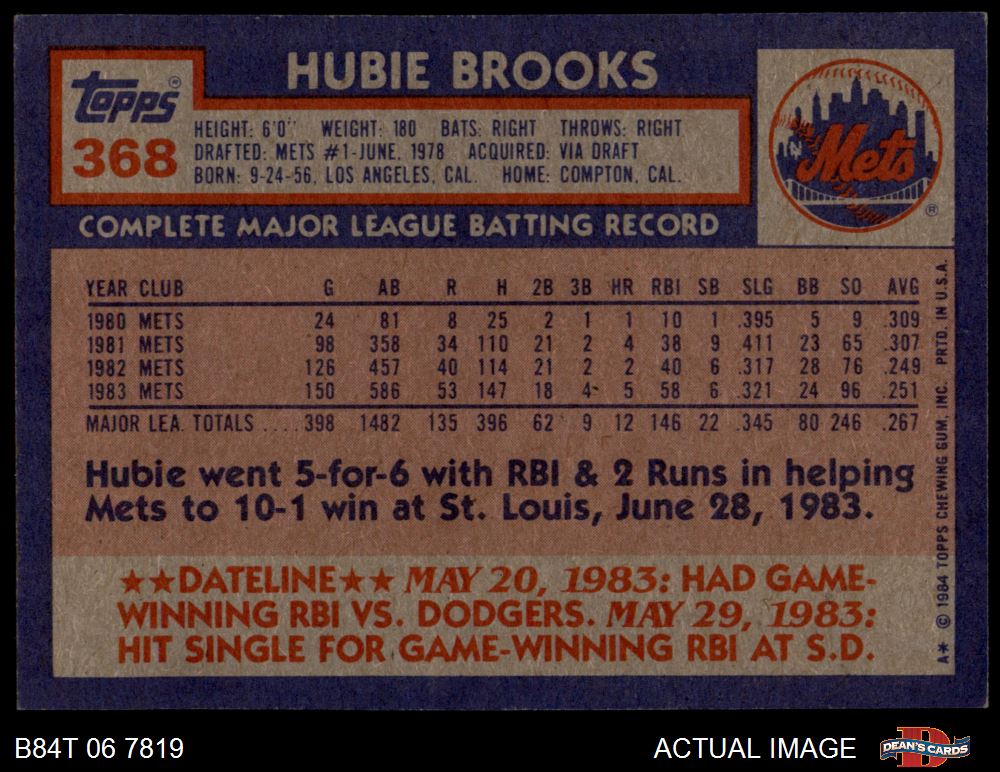 HUBIE BROOKS
topps®
368
HEIGHT: 6'0" WEIGHT: 180 BATS: RIGHT THROWS: RIGHT
DRAFTED: METS #1-JUNE, 1978 ACQUIRED: VIA DRAFT
BORN: 9-24-56, LOS ANGELES, CAL. HOME: COMPTON, CAL.
Mets
®
COMPLETE MAJOR LEAGUE BATTING RECORD
YEAR CLUB G AB R H 2B 3B HR RBI SB SLG BB SO AVG
1980 METS 24 81 8 25 2 1 1 10 1 .395 5 9 .309
1981 METS 98 358 34 110 21 2 4 38 9 .411 23 65 .307
1982 METS 126 457 40 114 21 2 2 40 6 .317 28 76 .249
1983 METS 150 586 53 147 18 4 5 58 6 .321 24 96 .251
MAJOR LEA. TOTALS .... 398 1482 135 396 62 9 12 146 22 .345 80 246 .267
Hubie went 5-for-6 with RBI & 2 Runs in helping
Mets to 10-1 win at St. Louis, June 28, 1983.
★★DATELINE★★ MAY 20, 1983: HAD GAME-
WINNING RBI VS. DODGERS. MAY 29, 1983:
HIT SINGLE FOR GAME-WINNING RBI AT S.D.
A* © 1984 TOPPS CHEWING GUM, INC. PRTD. IN U.S.A.
B84T 06 7819
ACTUAL IMAGE
DEAN'S CARDS